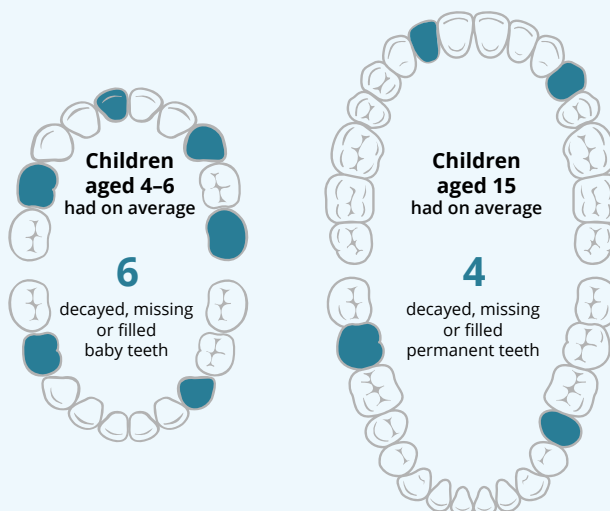 Children
aged 4–6
had on average
6
decayed, missing
or filled
baby teeth
Children
aged 15
had on average
4
decayed, missing
or filled
permanent teeth